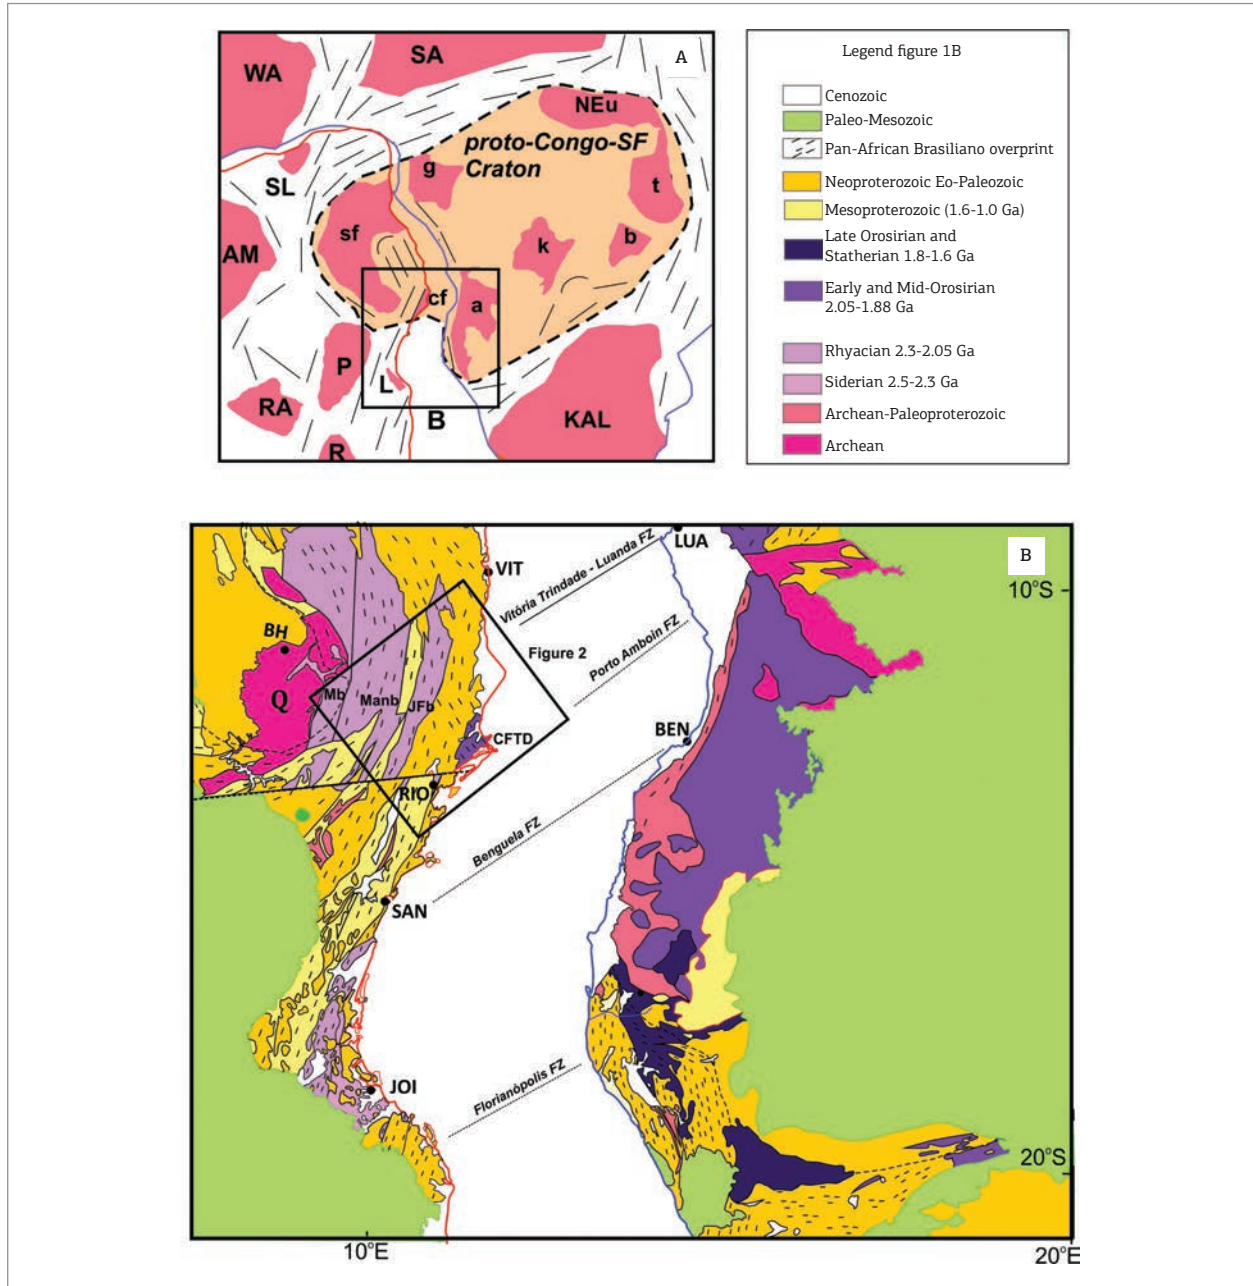 A
WA
SA
NEu
proto-Congo-SF
Craton
g
t
SL
sf
k
b
AM
cf
a
P
L
RA
B
KAL
R
Legend figure 1B
Cenozoic
Paleo-Mesozoic
Pan-African Brasiliano overprint
Neoproterozoic Eo-Paleozoic
Mesoproterozoic (1.6-1.0 Ga)
Late Orosirian and
Statherian 1.8-1.6 Ga
Early and Mid-Orosirian
2.05-1.88 Ga
Rhyacian 2.3-2.05 Ga
Siderian 2.5-2.3 Ga
Archean-Paleoproterozoic
Archean
B
LUA
VIT
Vitória Trindade - Luanda FZ
10°S
BH
Porto Amboin FZ
Figure 2
Q
Mb
Manb
JFb
BEN
CFTD
RIO
Benguela FZ
SAN
JOI
Florianópolis FZ
20°S
10°E
20°E